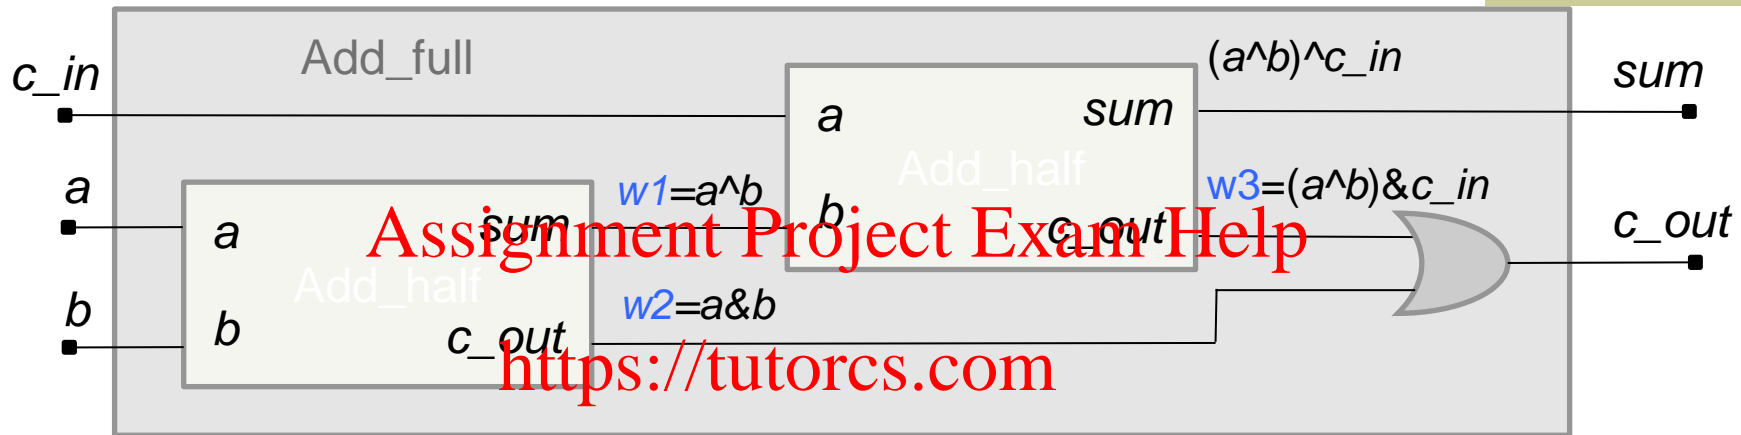 Add_full
c_in
(a^b)^c_in
sum
a
sum
Add_half
a
w1=a^b
b
w3=(a^b)&c_in
c_out
c_out
a
sum
Assignment Project Exam Help
Add_half
b
w2=a&b
b
c_out
https://tutorcs.com